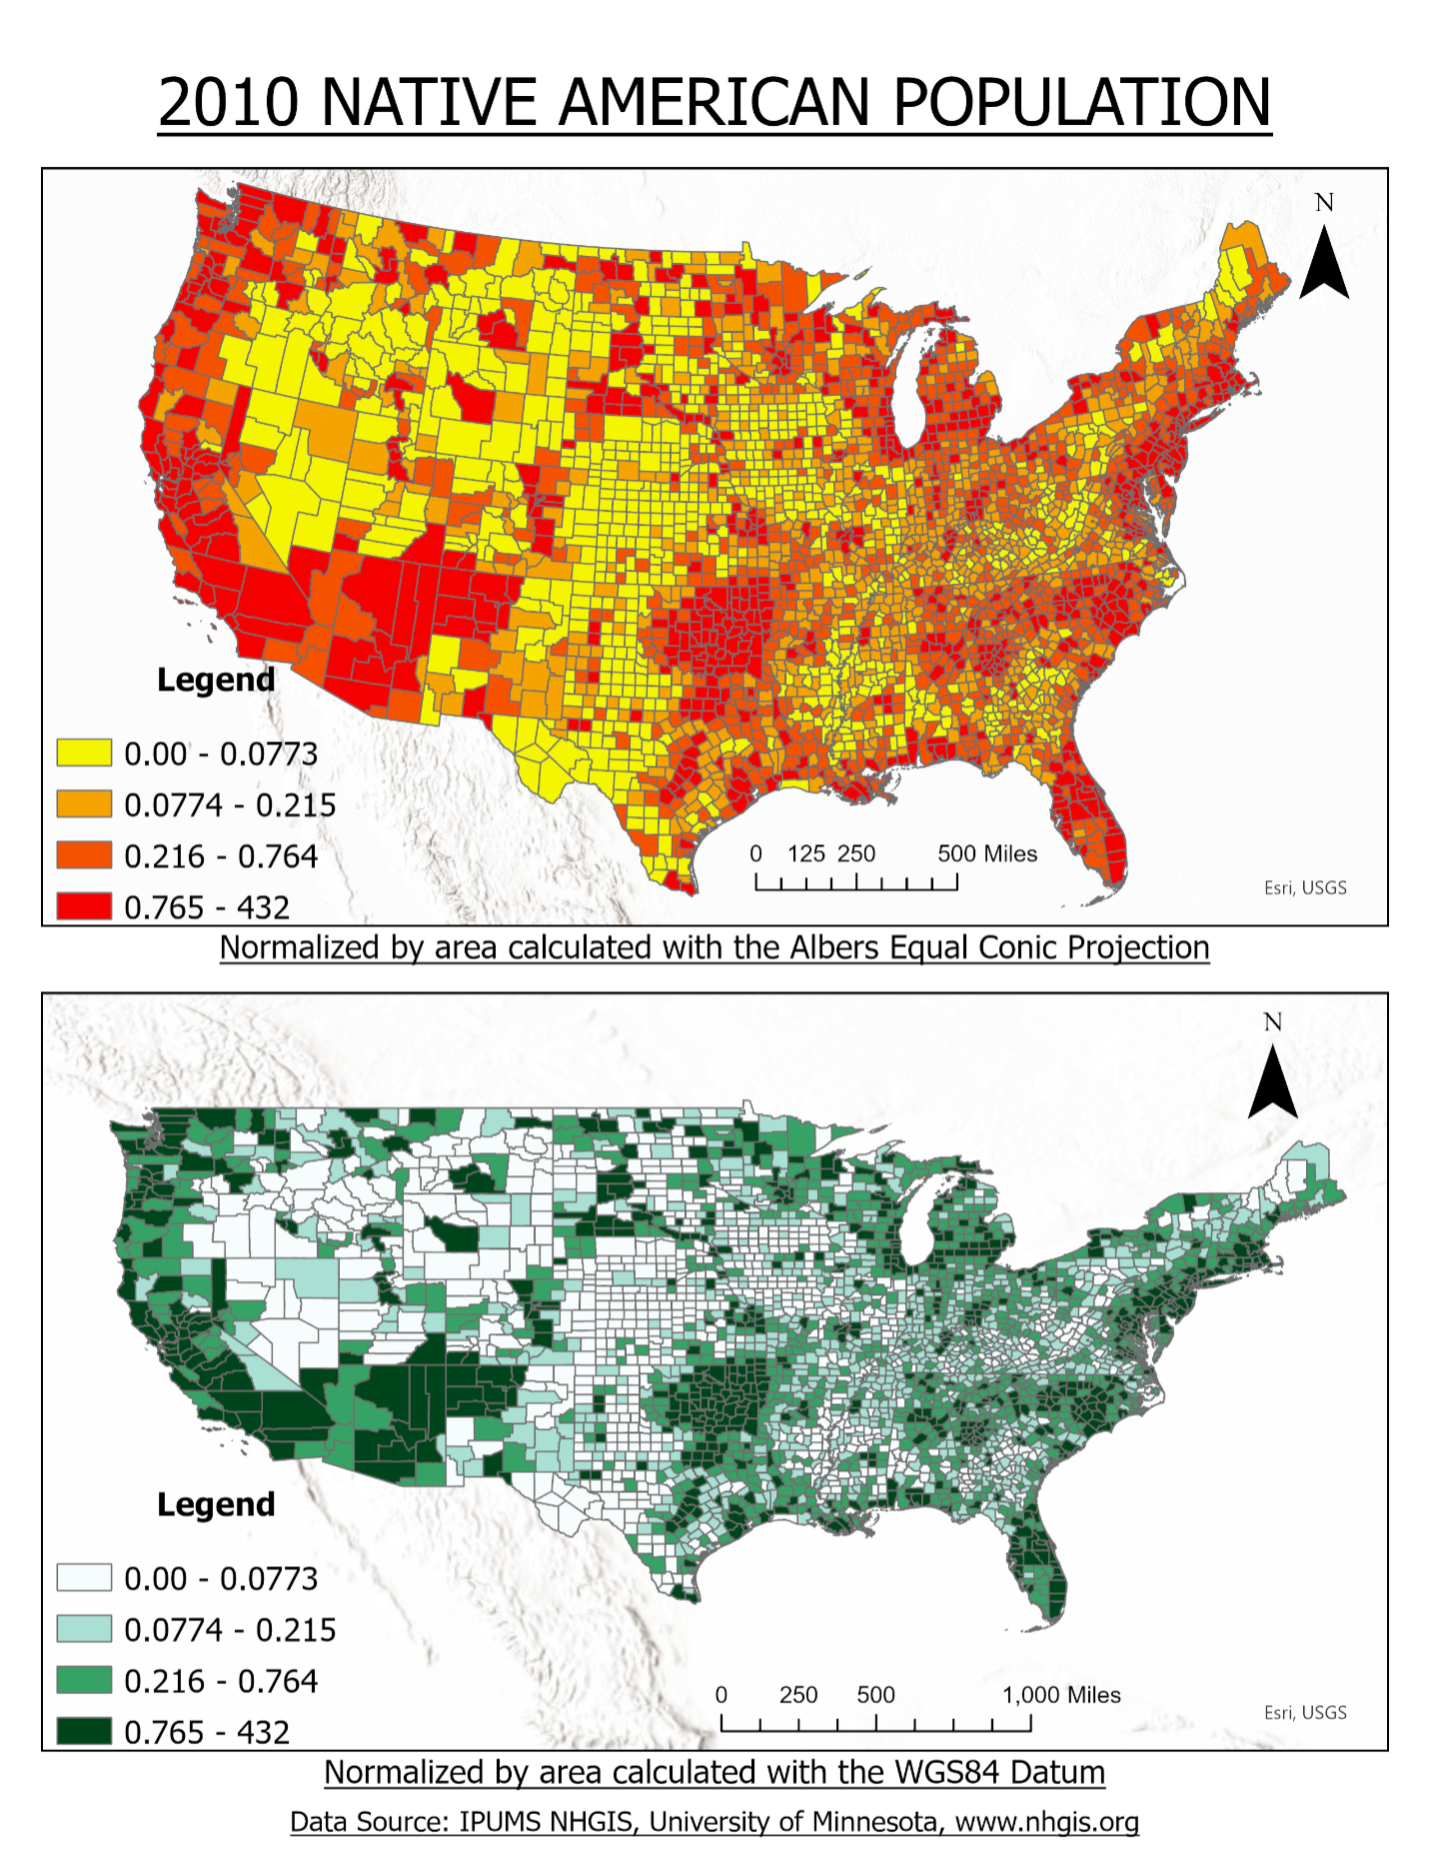 2010 NATIVE AMERICAN POPULATION
N
Legend
0.00 - 0.0773
0.0774 - 0.215
0.216 - 0.764
0.765 - 432
0 125 250 500 Miles
Esri, USGS
Normalized by area calculated with the Albers Equal Conic Projection
N
Legend
0.00 - 0.0773
0.0774 - 0.215
0.216 - 0.764
0.765 - 432
0 250 500 1,000 Miles
Esri, USGS
Normalized by area calculated with the WGS84 Datum
Data Source: IPUMS NHGIS, University of Minnesota, www.nhgis.org